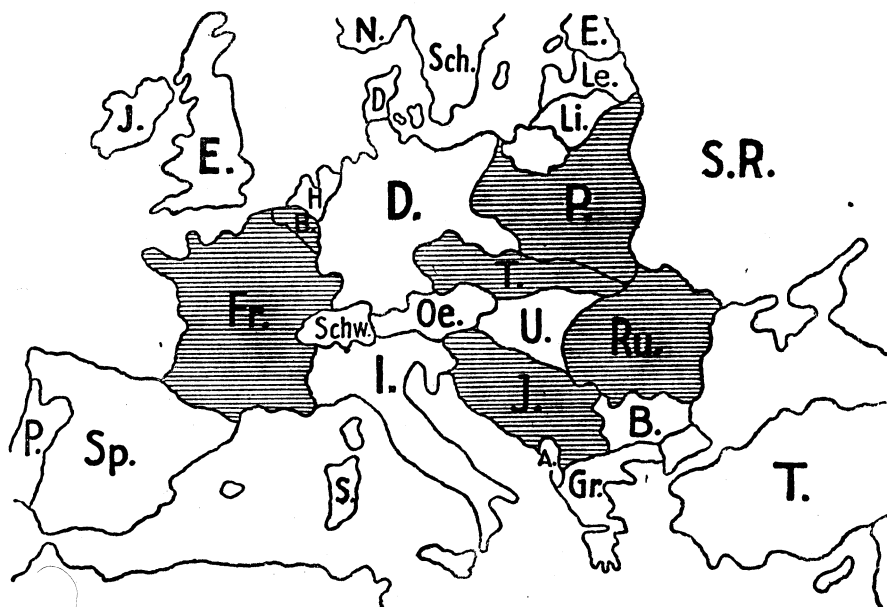 N.
Sch.
E.
Le.
D
Li.
J.
E.
S.R.
H
D.
P.
B.
T.
Fr.
Schw.
Oe.
U.
Ru.
I.
J.
P.
Sp.
B.
A.
S.
Gr.
T.